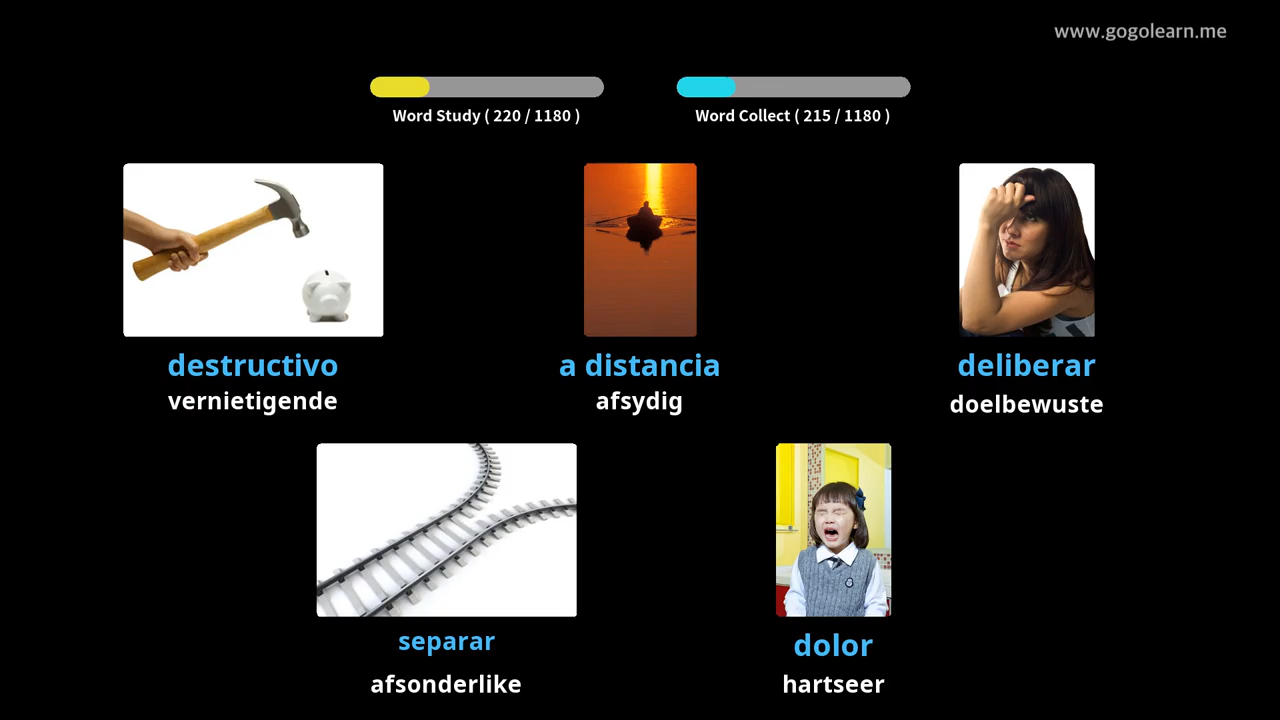 www.gogolearn.me
Word Study ( 220 / 1180 )
Word Collect ( 215 / 1180 )
destructivo
vernietigende
a distancia
afsydig
deliberar
doelbewuste
separar
afsonderlike
dolor
hartseer